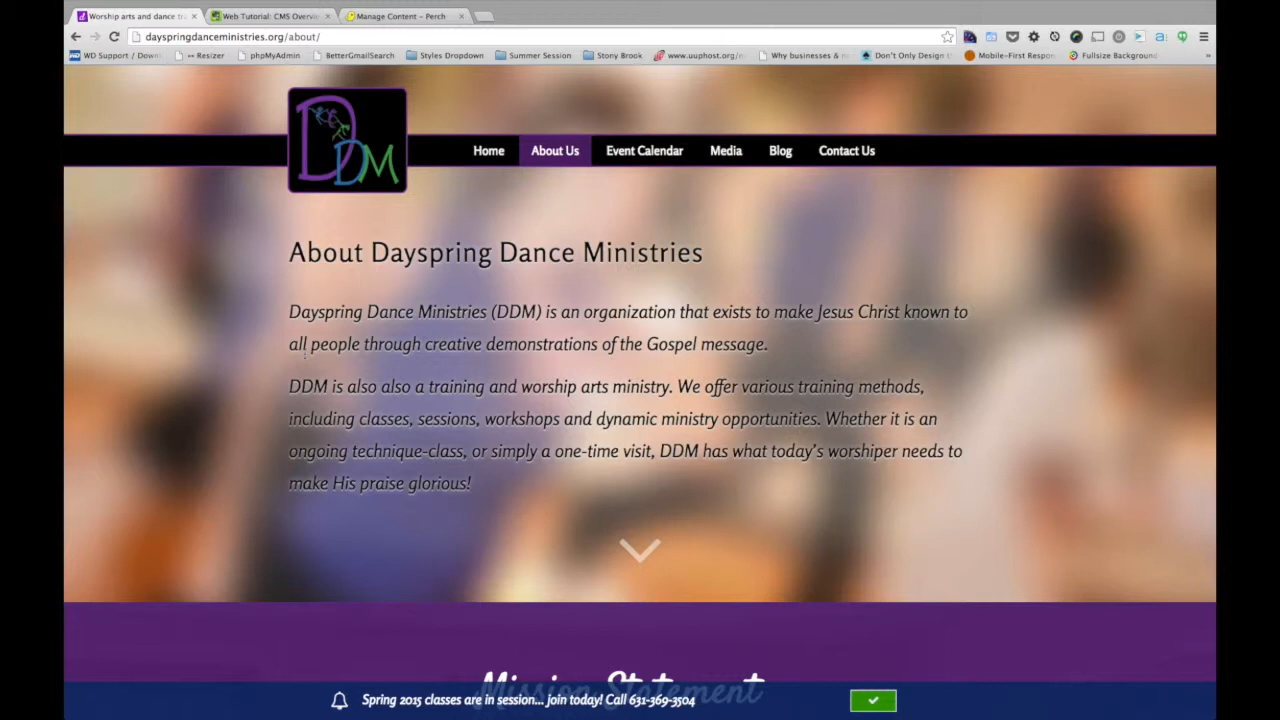 Worship arts and dance tra
Web Tutorial: CMS Overvie
Manage Content - Perch
dayspringdanceministries.org/about/
WD Support / Down
Resizer
phpMyAdmin
BetterGmailSearch
Styles Dropdown
Summer Session
Stony Brook
www.uuphost.org/
Why businesses &
Don't Only Design
Mobile-First Respon
Fullsize Background
»
DDM
Home
About Us
Event Calendar
Media
Blog
Contact Us
About Dayspring Dance Ministries
Dayspring Dance Ministries (DDM) is an organization that exists to make Jesus Christ known to
all people through creative demonstrations of the Gospel message.
DDM is also also a training and worship arts ministry. We offer various training methods,
including classes, sessions, workshops and dynamic ministry opportunities. Whether it is an
ongoing technique-class, or simply a one-time visit, DDM has what today's worshiper needs to
make His praise glorious!
Mission Statement
Spring 2015 classes are in session... join today! Call 631-369-3504